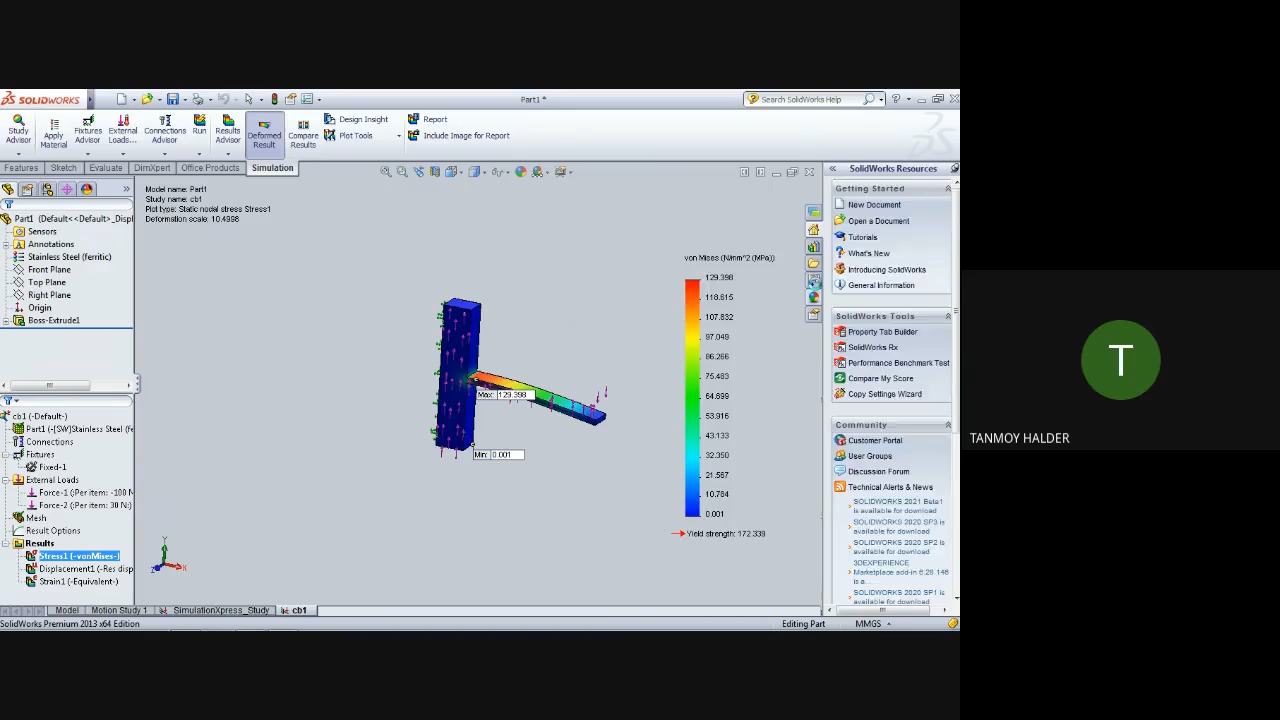 SOLIDWORKS
Part1 *
Search SolidWorks Help
Study Advisor
Apply Material
Fixtures Advisor
External Loads...
Connections Advisor
Run
Results Advisor
Deformed Result
Compare Results
Design Insight
Plot Tools
Report
Include Image for Report
Features
Sketch
Evaluate
DimXpert
Office Products
Simulation
Part1 (Default<<Default>_Displ
Sensors
Annotations
Stainless Steel (ferritic)
Front Plane
Top Plane
Right Plane
Origin
Boss-Extrude1
cb1 (-Default-)
Part1 (-[SW]Stainless Steel (fe
Connections
Fixtures
Fixed-1
External Loads
Force-1 (:Per item: -100 N
Force-2 (:Per item: 30 N:)
Mesh
Result Options
Results
Stress1 (-vonMises-)
Displacement1 (-Res disp
Strain1 (-Equivalent-)
Model name: Part1
Study name: cb1
Plot type: Static nodal stress Stress1
Deformation scale: 10.4998
Max: 129.398
Min: 0.001
Y
Z
X
von Mises (N/mm^2 (MPa))
129.398
118.615
107.832
97.049
86.266
75.483
64.699
53.916
43.133
32.350
21.567
10.784
0.001
Yield strength: 172.339
SolidWorks Resources
Getting Started
New Document
Open a Document
Tutorials
What's New
Introducing SolidWorks
General Information
SolidWorks Tools
Property Tab Builder
SolidWorks Rx
Performance Benchmark Test
Compare My Score
Copy Settings Wizard
Community
Customer Portal
User Groups
Discussion Forum
Technical Alerts & News
SOLIDWORKS 2021 Beta1
is available for download
SOLIDWORKS 2020 SP3 is
available for download
SOLIDWORKS 2020 SP2 is
available for download
3DEXPERIENCE
Marketplace add-in 6.26.146
is a...
SOLIDWORKS 2020 SP1 is
available for download
Model
Motion Study 1
SimulationXpress_Study
cb1
SolidWorks Premium 2013 x64 Edition
Editing Part
MMGS
T
TANMOY HALDER